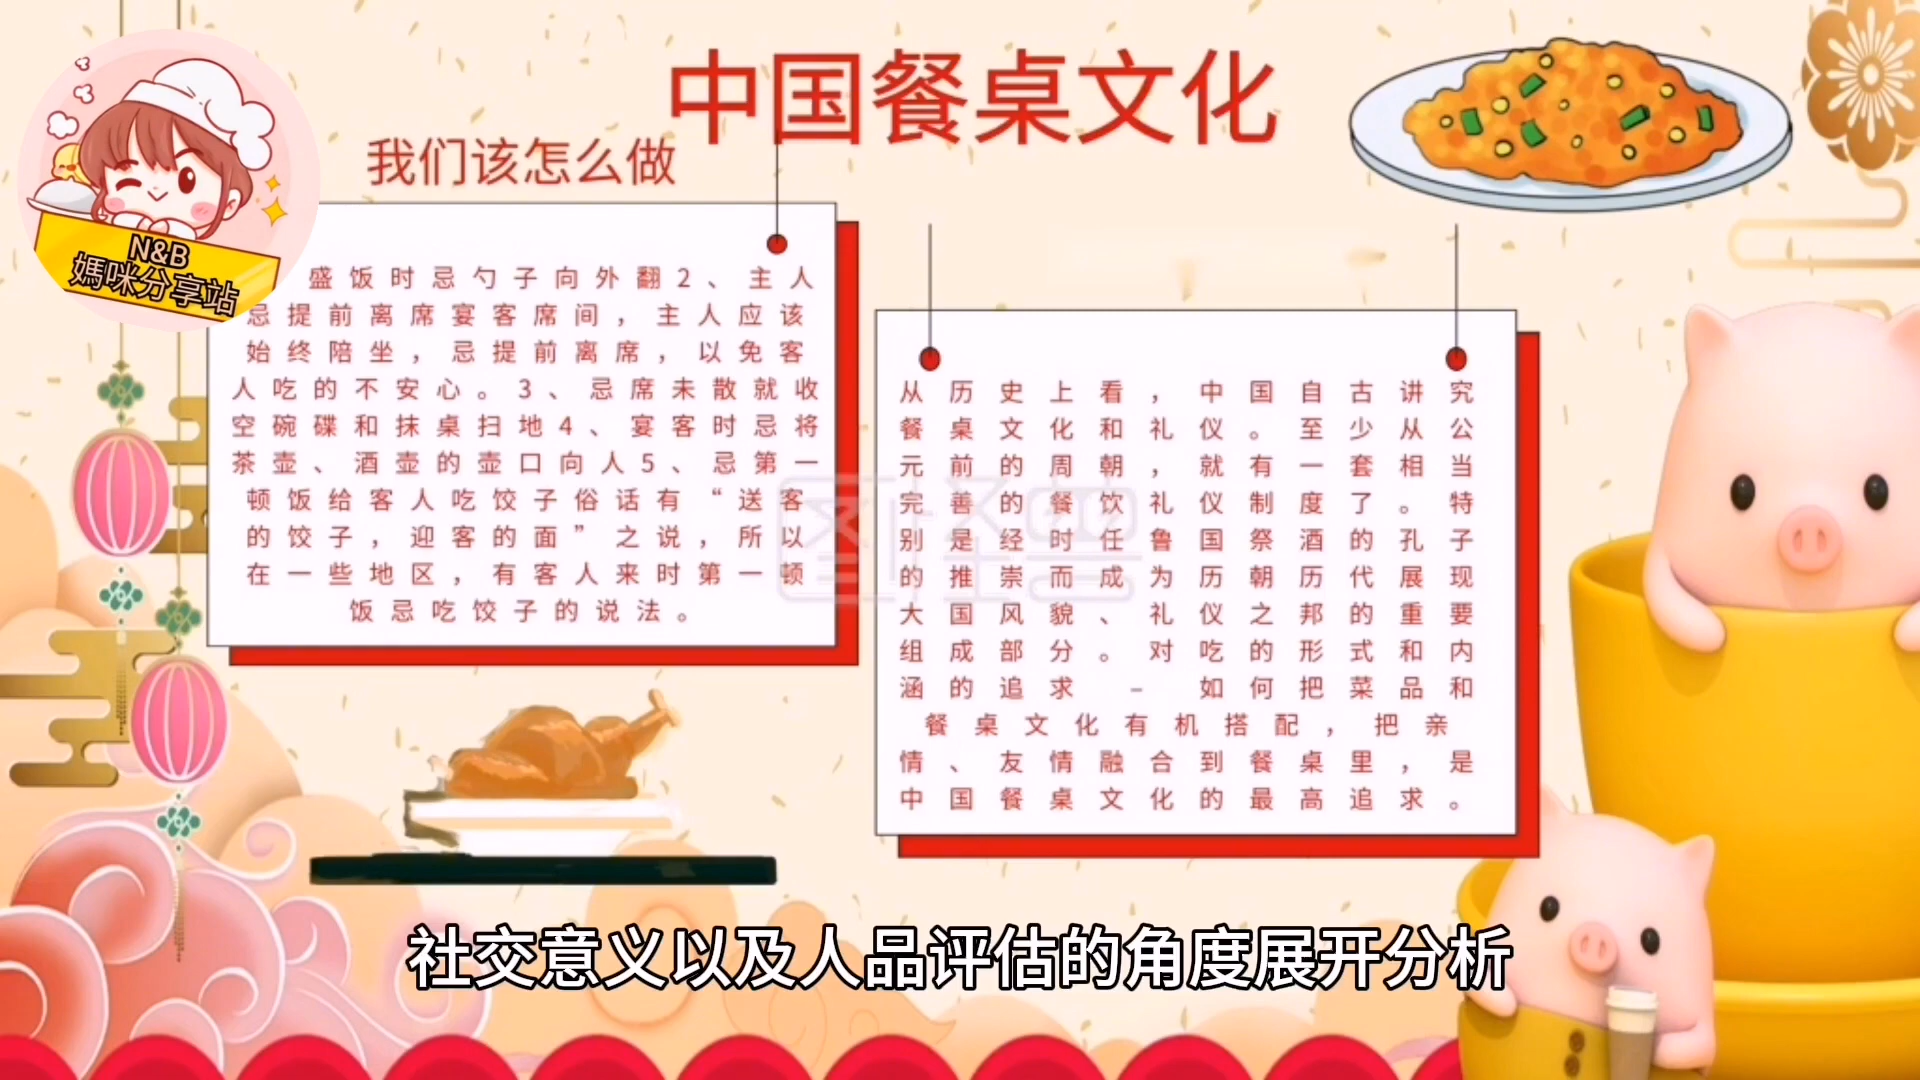 中国餐桌文化
我们该怎么做
N&B
媽咪分享站
盛饭时忌勺子向外翻2、主人
忌提前离席宴客席间，主人应该
始终陪坐，忌提前离席，以免客
人吃的不安心。3、忌席未散就收
空碗碟和抹桌扫地4、宴客时忌将
茶壶、酒壶的壶口向人5、忌第一
顿饭给客人吃饺子俗话有“送客
的饺子，迎客的面”之说，所以
在一些地区，有客人来时第一顿
饭忌吃饺子的说法。
从历史上看，中国自古讲究
餐桌文化和礼仪。至少从公
元前的周朝，就有一套相当
完善的餐饮礼仪制度了。特
别是经时任鲁国祭酒的孔子
的推崇而成为历朝历代展现
大国风貌、礼仪之邦的重要
组成部分。对吃的形式和内
涵的追求 – 如何把菜品和
餐桌文化有机搭配，把亲
情、友情融合到餐桌里，是
中国餐桌文化的最高追求。
图怪兽
社交意义以及人品评估的角度展开分析